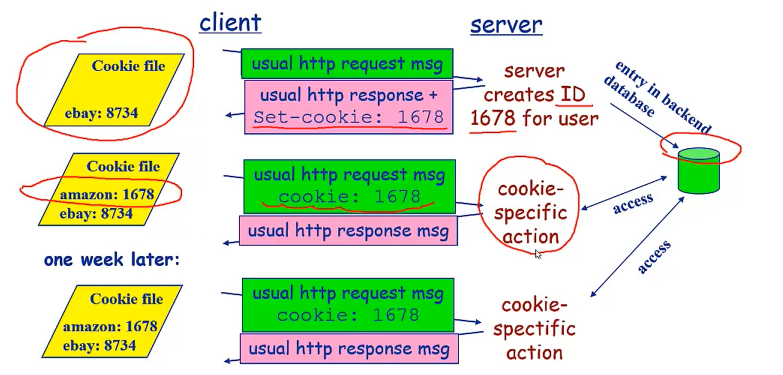 client
server
Cookie file
ebay: 8734
usual http request msg
usual http response +
Set-cookie: 1678
server
creates ID
1678 for user
entry in backend
database
Cookie file
amazon: 1678
ebay: 8734
usual http request msg
cookie: 1678
usual http response msg
cookie-
specific
action
access
access
one week later:
Cookie file
amazon: 1678
ebay: 8734
usual http request msg
cookie: 1678
usual http response msg
cookie-
spectific
action